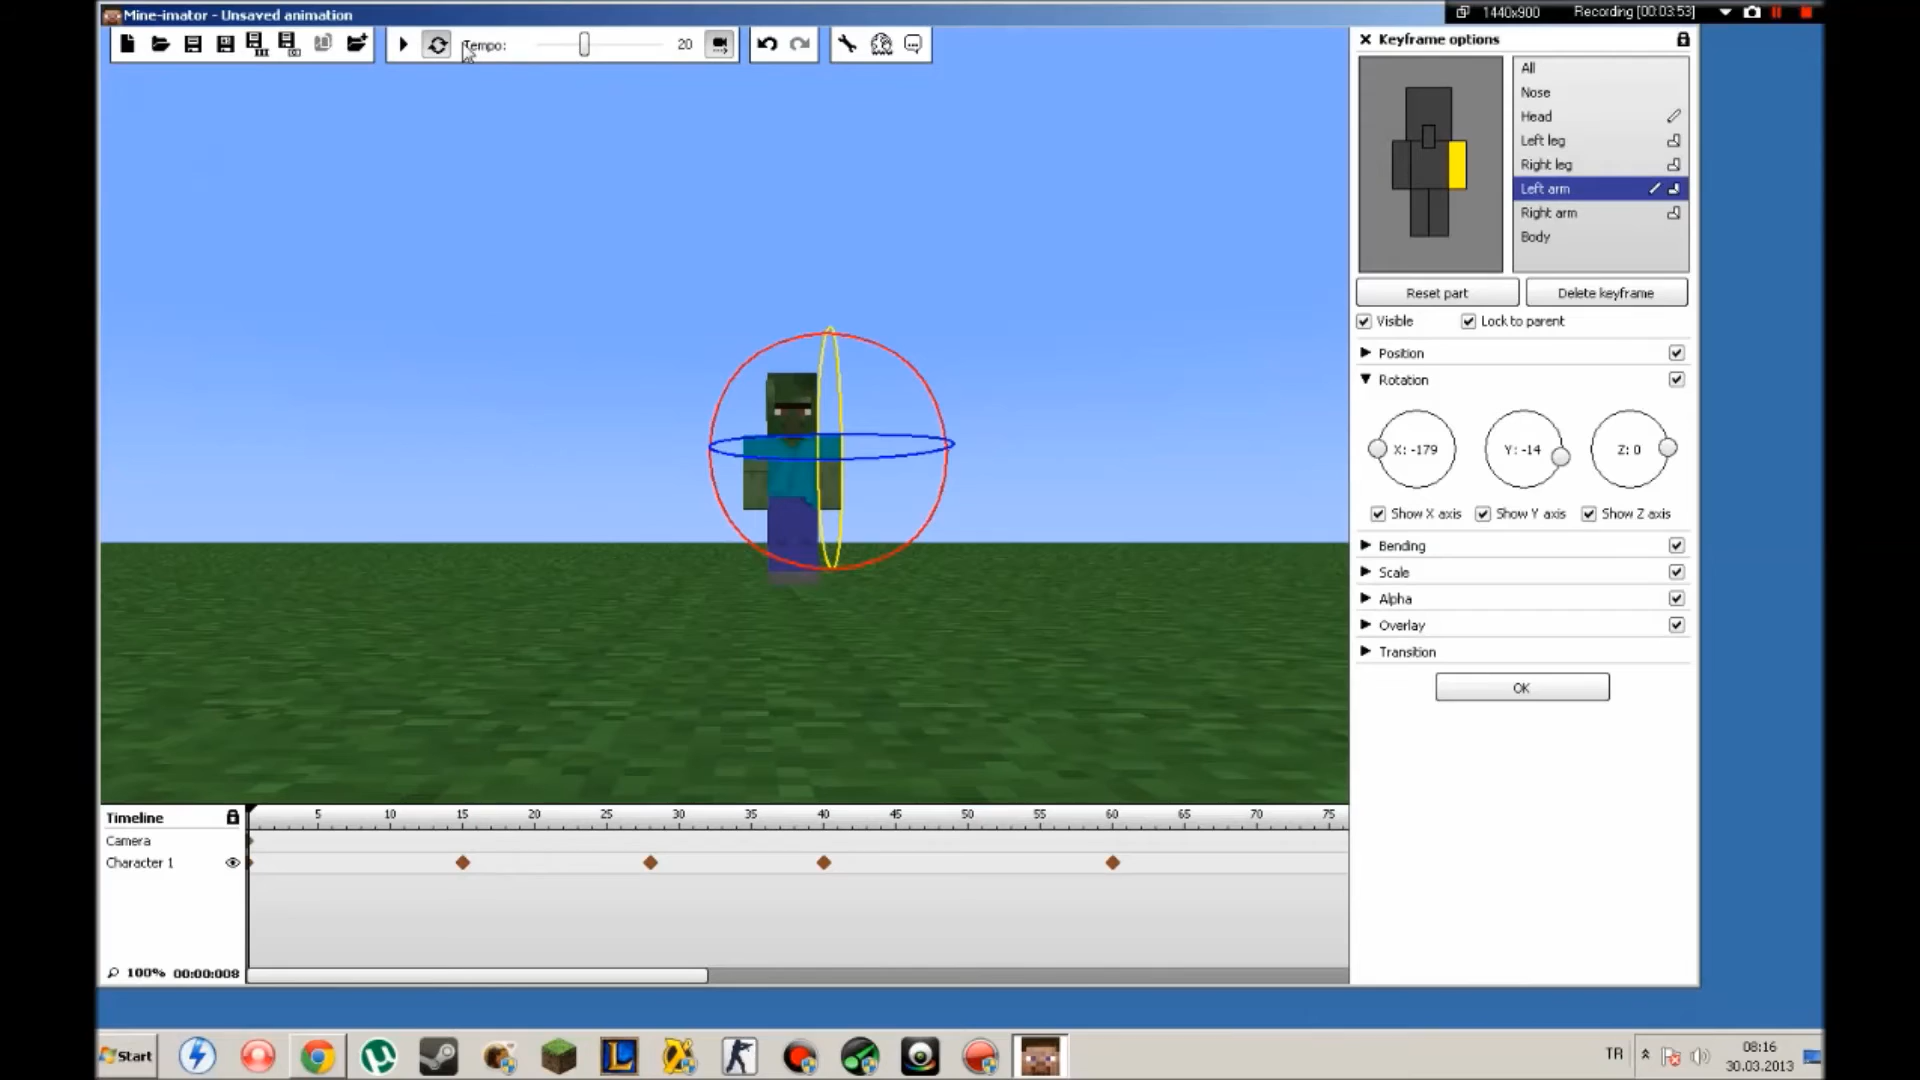 Mine-imator - Unsaved animation
1440x900
Recording [00:03:53]
Tempo:
20
Keyframe options
All
Nose
Head
Left leg
Right leg
Left arm
Right arm
Body
Reset part
Delete keyframe
Visible
Lock to parent
Position
Rotation
X: -179
Y: -14
Z: 0
Show X axis
Show Y axis
Show Z axis
Bending
Scale
Alpha
Overlay
Transition
OK
Timeline
5 10 15 20 25 30 35 40 45 50 55 60 65 70 75
Camera
Character 1
100% 00:00:008
Start
TR
08:16
30.03.2013